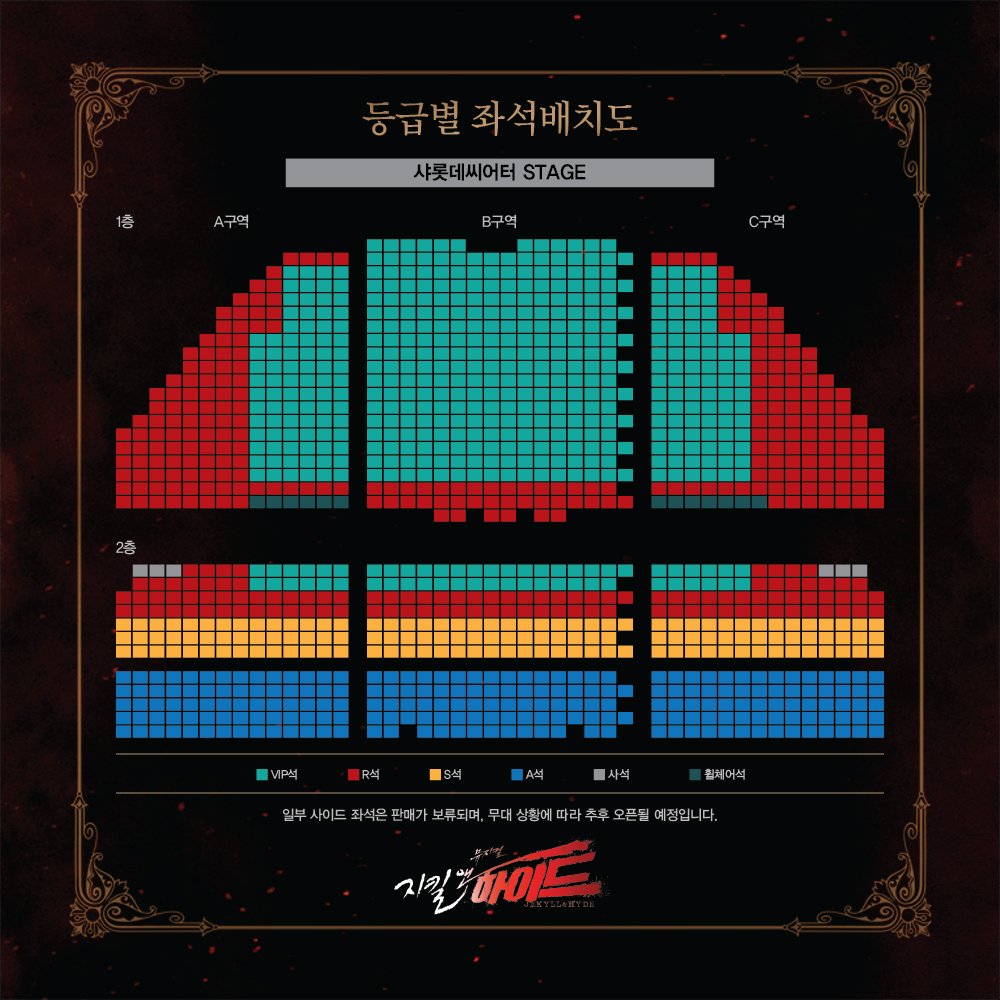 등급별 좌석배치도
샤롯데씨어터 STAGE
1층 A구역 B구역 C구역
2층
VIP석 R석 S석 A석 사석 휠체어석
일부 사이드 좌석은 판매가 보류되며, 무대 상황에 따라 추후 오픈될 예정입니다.
뮤지컬
지킬앤하이드
JEKYLL&HYDE